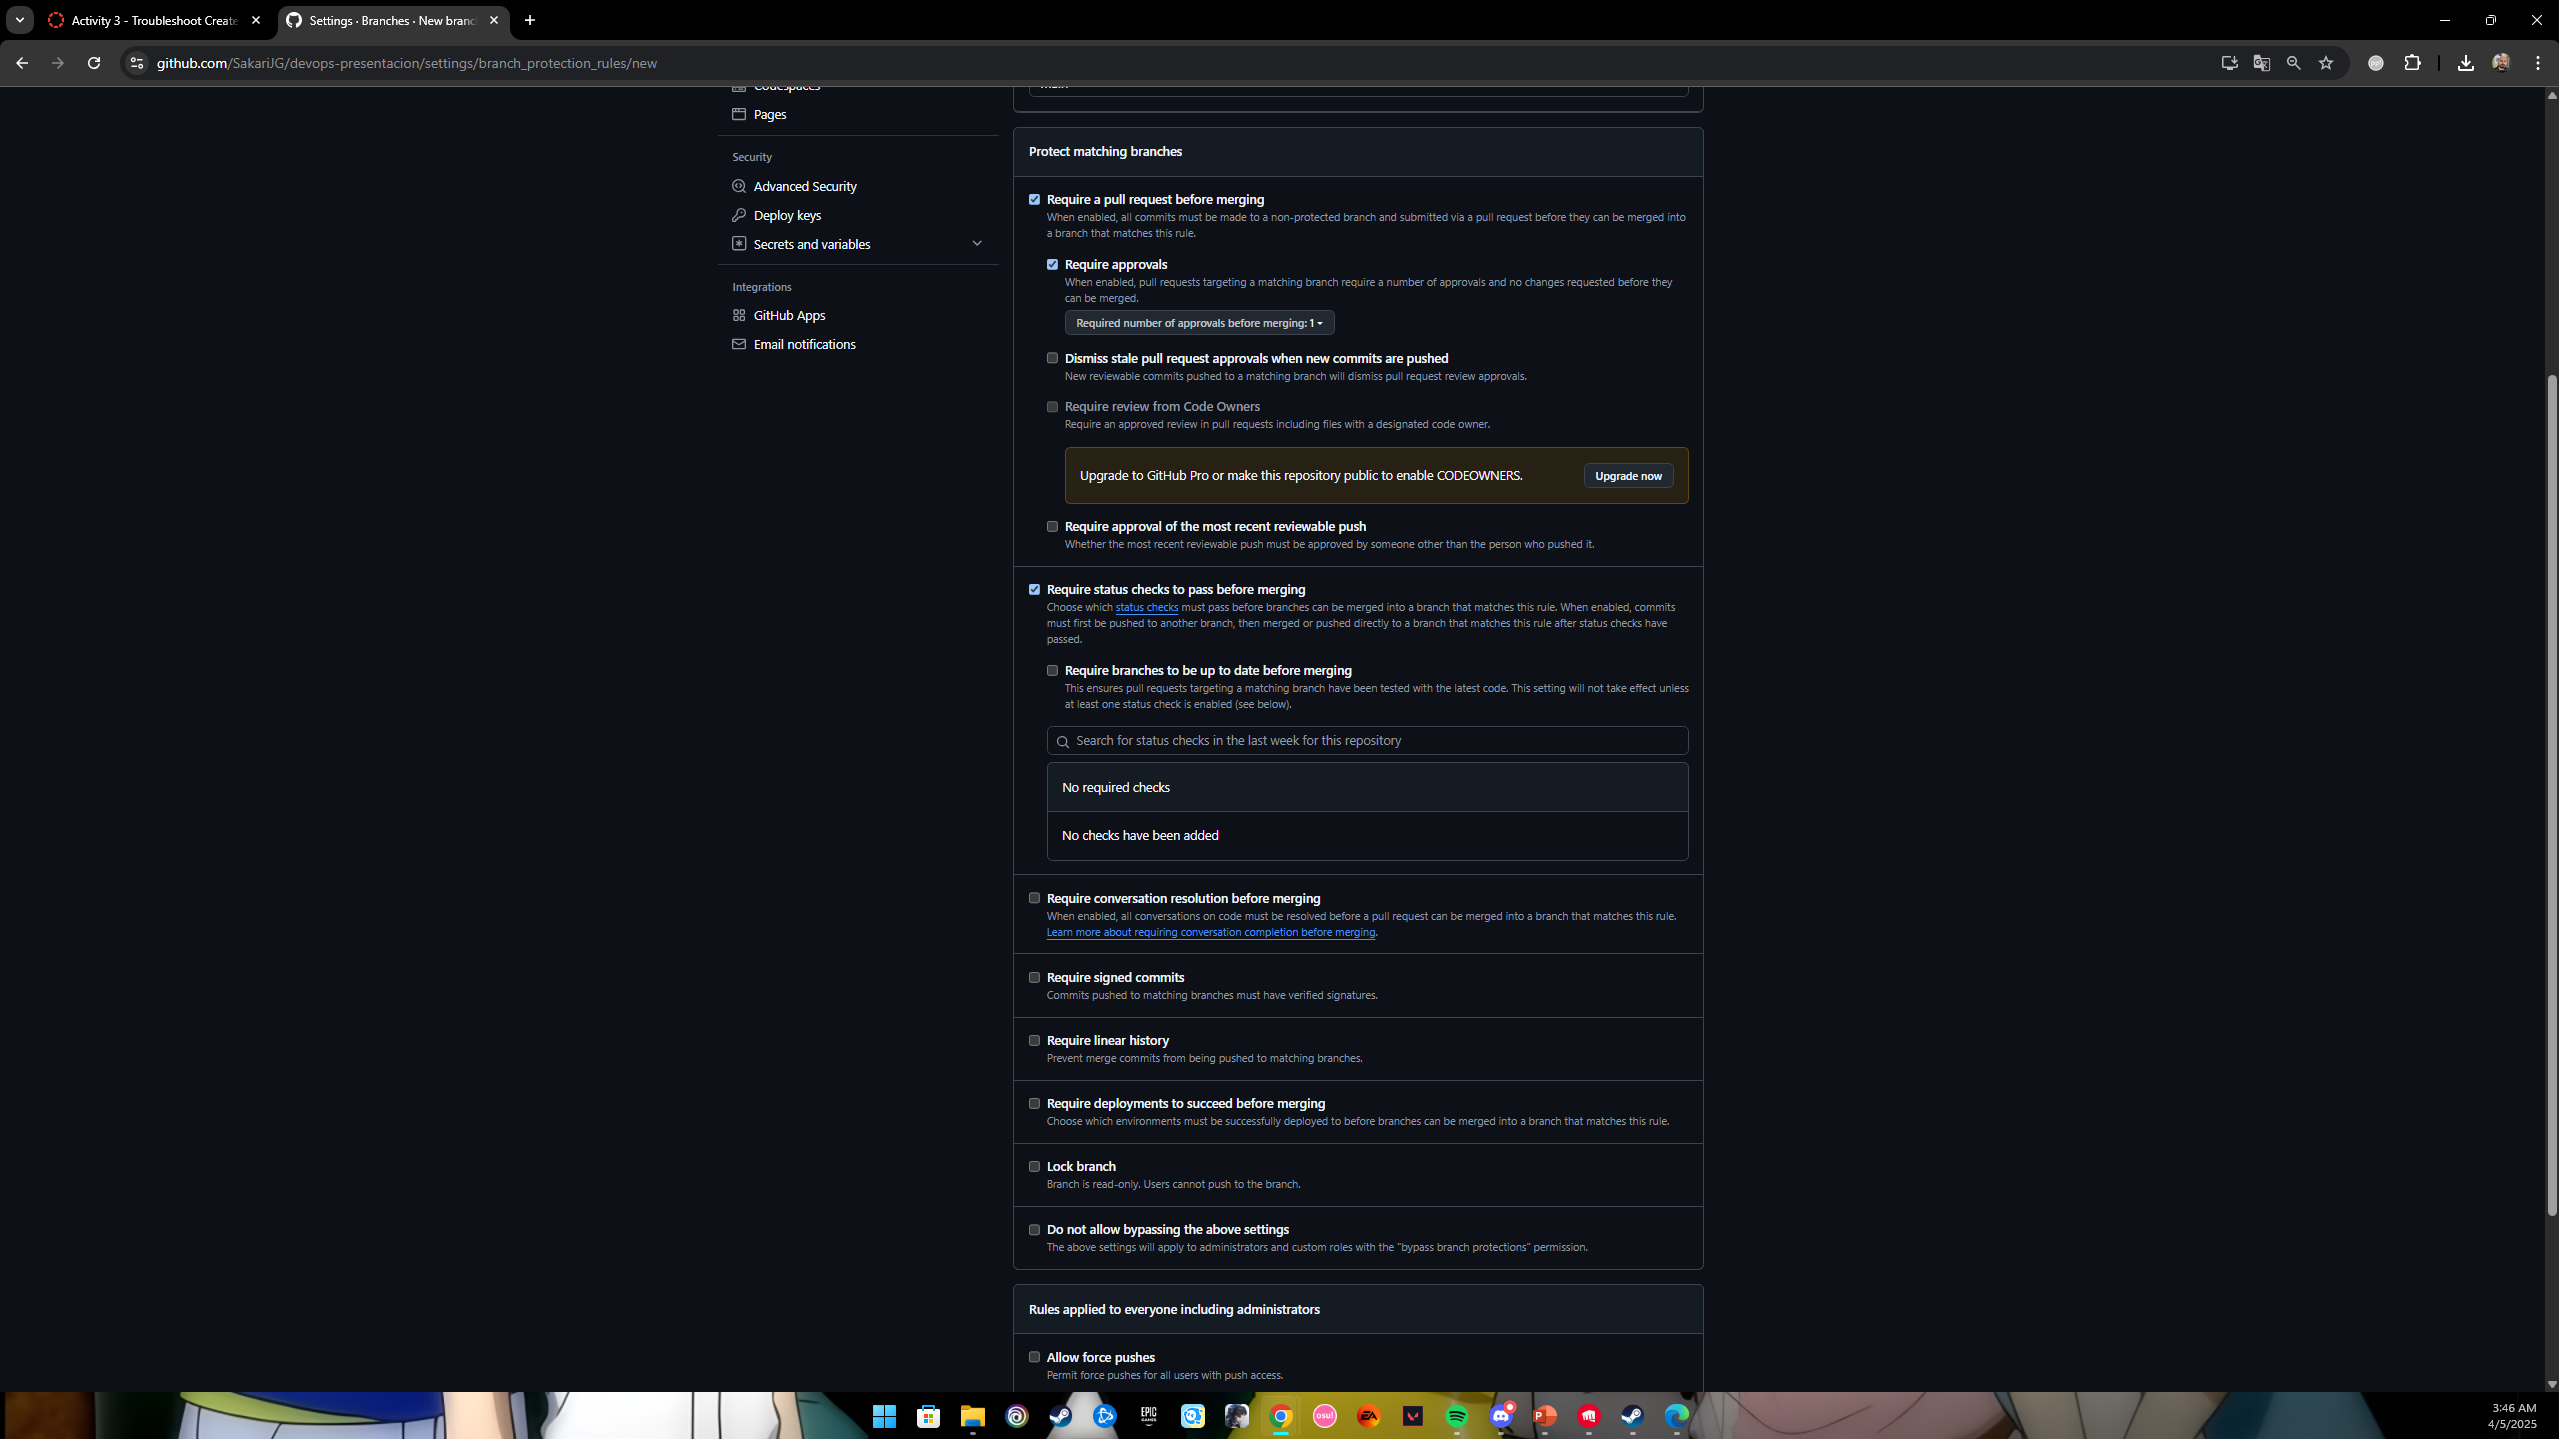 Activity 3 - Troubleshoot Create
Settings · Branches · New branc
github.com/SakariJG/devops-presentacion/settings/branch_protection_rules/new
Codespaces
Pages
Security
Advanced Security
Deploy keys
Secrets and variables
Integrations
GitHub Apps
Email notifications
main
Protect matching branches
Require a pull request before merging
When enabled, all commits must be made to a non-protected branch and submitted via a pull request before they can be merged into
a branch that matches this rule.
Require approvals
When enabled, pull requests targeting a matching branch require a number of approvals and no changes requested before they
can be merged.
Required number of approvals before merging: 1
Dismiss stale pull request approvals when new commits are pushed
New reviewable commits pushed to a matching branch will dismiss pull request review approvals.
Require review from Code Owners
Require an approved review in pull requests including files with a designated code owner.
Upgrade to GitHub Pro or make this repository public to enable CODEOWNERS.
Upgrade now
Require approval of the most recent reviewable push
Whether the most recent reviewable push must be approved by someone other than the person who pushed it.
Require status checks to pass before merging
Choose which status checks must pass before branches can be merged into a branch that matches this rule. When enabled, commits
must first be pushed to another branch, then merged or pushed directly to a branch that matches this rule after status checks have
passed.
Require branches to be up to date before merging
This ensures pull requests targeting a matching branch have been tested with the latest code. This setting will not take effect unless
at least one status check is enabled (see below).
Search for status checks in the last week for this repository
No required checks
No checks have been added
Require conversation resolution before merging
When enabled, all conversations on code must be resolved before a pull request can be merged into a branch that matches this rule.
Learn more about requiring conversation completion before merging.
Require signed commits
Commits pushed to matching branches must have verified signatures.
Require linear history
Prevent merge commits from being pushed to matching branches.
Require deployments to succeed before merging
Choose which environments must be successfully deployed to before branches can be merged into a branch that matches this rule.
Lock branch
Branch is read-only. Users cannot push to the branch.
Do not allow bypassing the above settings
The above settings will apply to administrators and custom roles with the "bypass branch protections" permission.
Rules applied to everyone including administrators
Allow force pushes
Permit force pushes for all users with push access.
EPIC
GAMES
osu!
EA
3:46 AM
4/5/2025